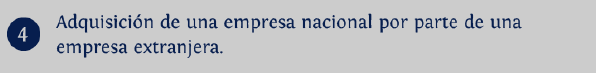 4 Adquisición de una empresa nacional por parte de una
empresa extranjera.